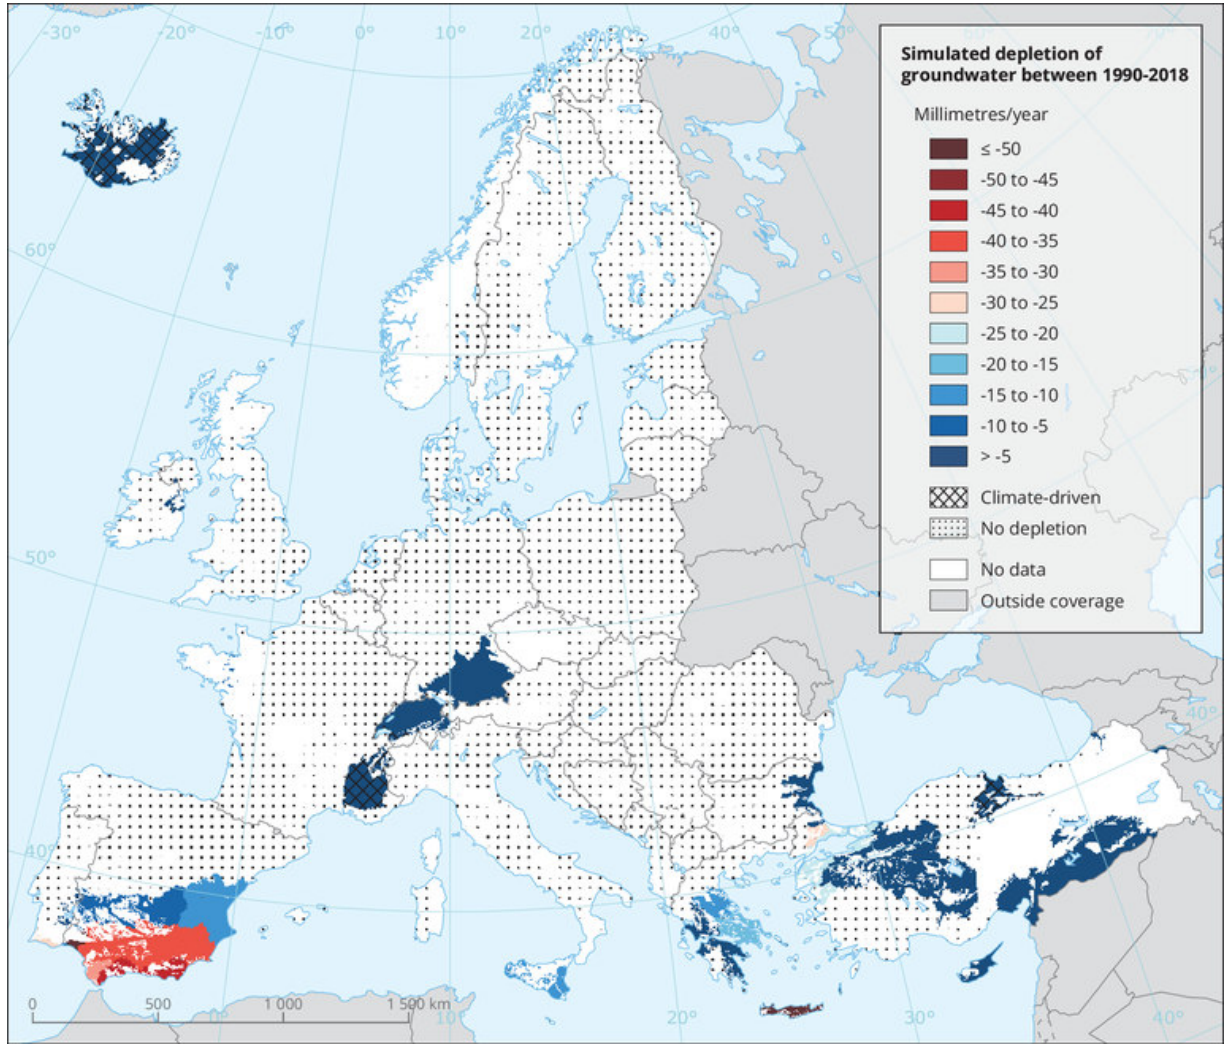 -30°
-20°
-10°
0°
10°
20°
30°
40°
50°
60°
50°
40°
40°
Simulated depletion of
groundwater between 1990-2018
Millimetres/year
≤ -50
-50 to -45
-45 to -40
-40 to -35
-35 to -30
-30 to -25
-25 to -20
-20 to -15
-15 to -10
-10 to -5
> -5
Climate-driven
No depletion
No data
Outside coverage
0 500 1 000 1 500 km
10°
20°
30°
40°